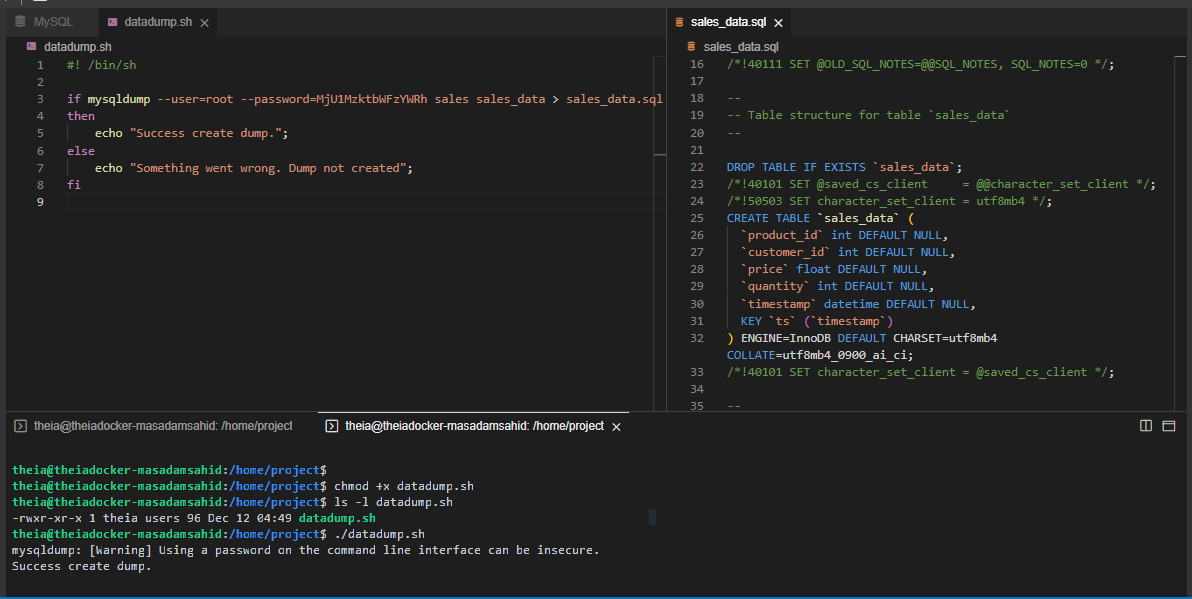 MySQL
datadump.sh
datadump.sh
1 #! /bin/sh
2
3 if mysqldump --user=root --password=MjU1MzktbWFzYWRh sales sales_data > sales_data.sql
4 then
5 echo "Success create dump.";
6 else
7 echo "Something went wrong. Dump not created";
8 fi
9
sales_data.sql
sales_data.sql
16 /*!40111 SET @OLD_SQL_NOTES=@@SQL_NOTES, SQL_NOTES=0 */;
17
18 --
19 -- Table structure for table `sales_data`
20 --
21
22 DROP TABLE IF EXISTS `sales_data`;
23 /*!40101 SET @saved_cs_client     = @@character_set_client */;
24 /*!50503 SET character_set_client = utf8mb4 */;
25 CREATE TABLE `sales_data` (
26 `product_id` int DEFAULT NULL,
27 `customer_id` int DEFAULT NULL,
28 `price` float DEFAULT NULL,
29 `quantity` int DEFAULT NULL,
30 `timestamp` datetime DEFAULT NULL,
31 KEY `ts` (`timestamp`)
32 ) ENGINE=InnoDB DEFAULT CHARSET=utf8mb4
COLLATE=utf8mb4_0900_ai_ci;
33 /*!40101 SET character_set_client = @saved_cs_client */;
34
35 --
theia@theiadocker-masadamsahid: /home/project
theia@theiadocker-masadamsahid: /home/project
theia@theiadocker-masadamsahid:/home/project$
theia@theiadocker-masadamsahid:/home/project$ chmod +x datadump.sh
theia@theiadocker-masadamsahid:/home/project$ ls -l datadump.sh
-rwxr-xr-x 1 theia users 96 Dec 12 04:49 datadump.sh
theia@theiadocker-masadamsahid:/home/project$ ./datadump.sh
mysqldump: [Warning] Using a password on the command line interface can be insecure.
Success create dump.